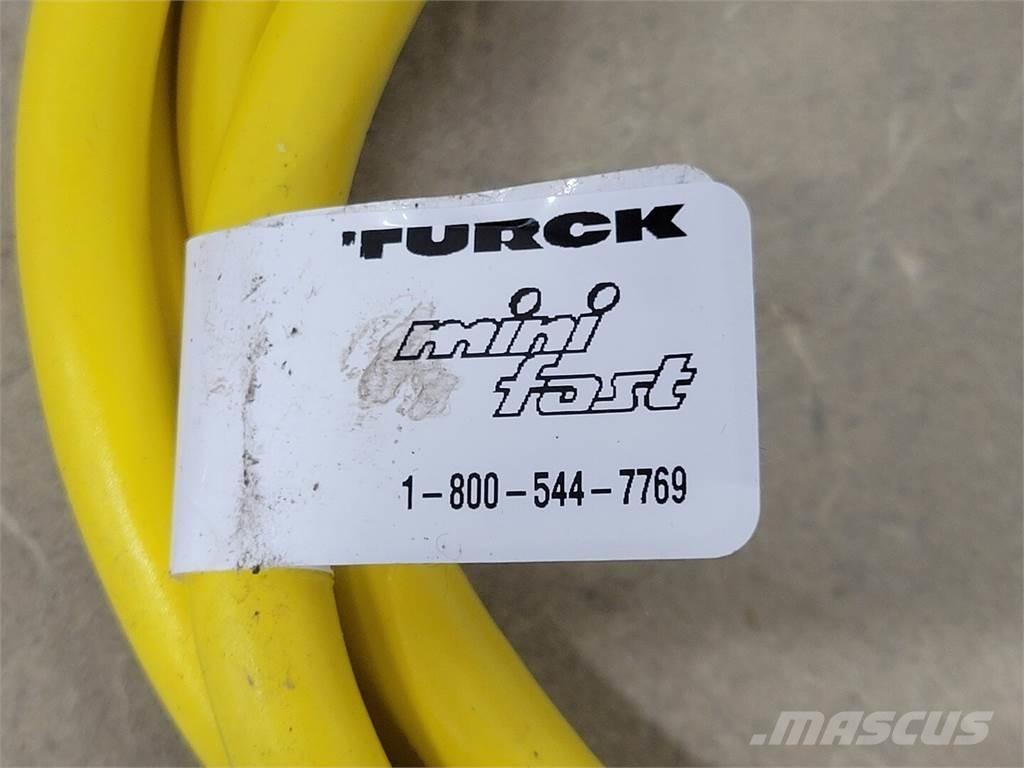 TURCK
mini
fast
1-800-544-7769
MASCUS